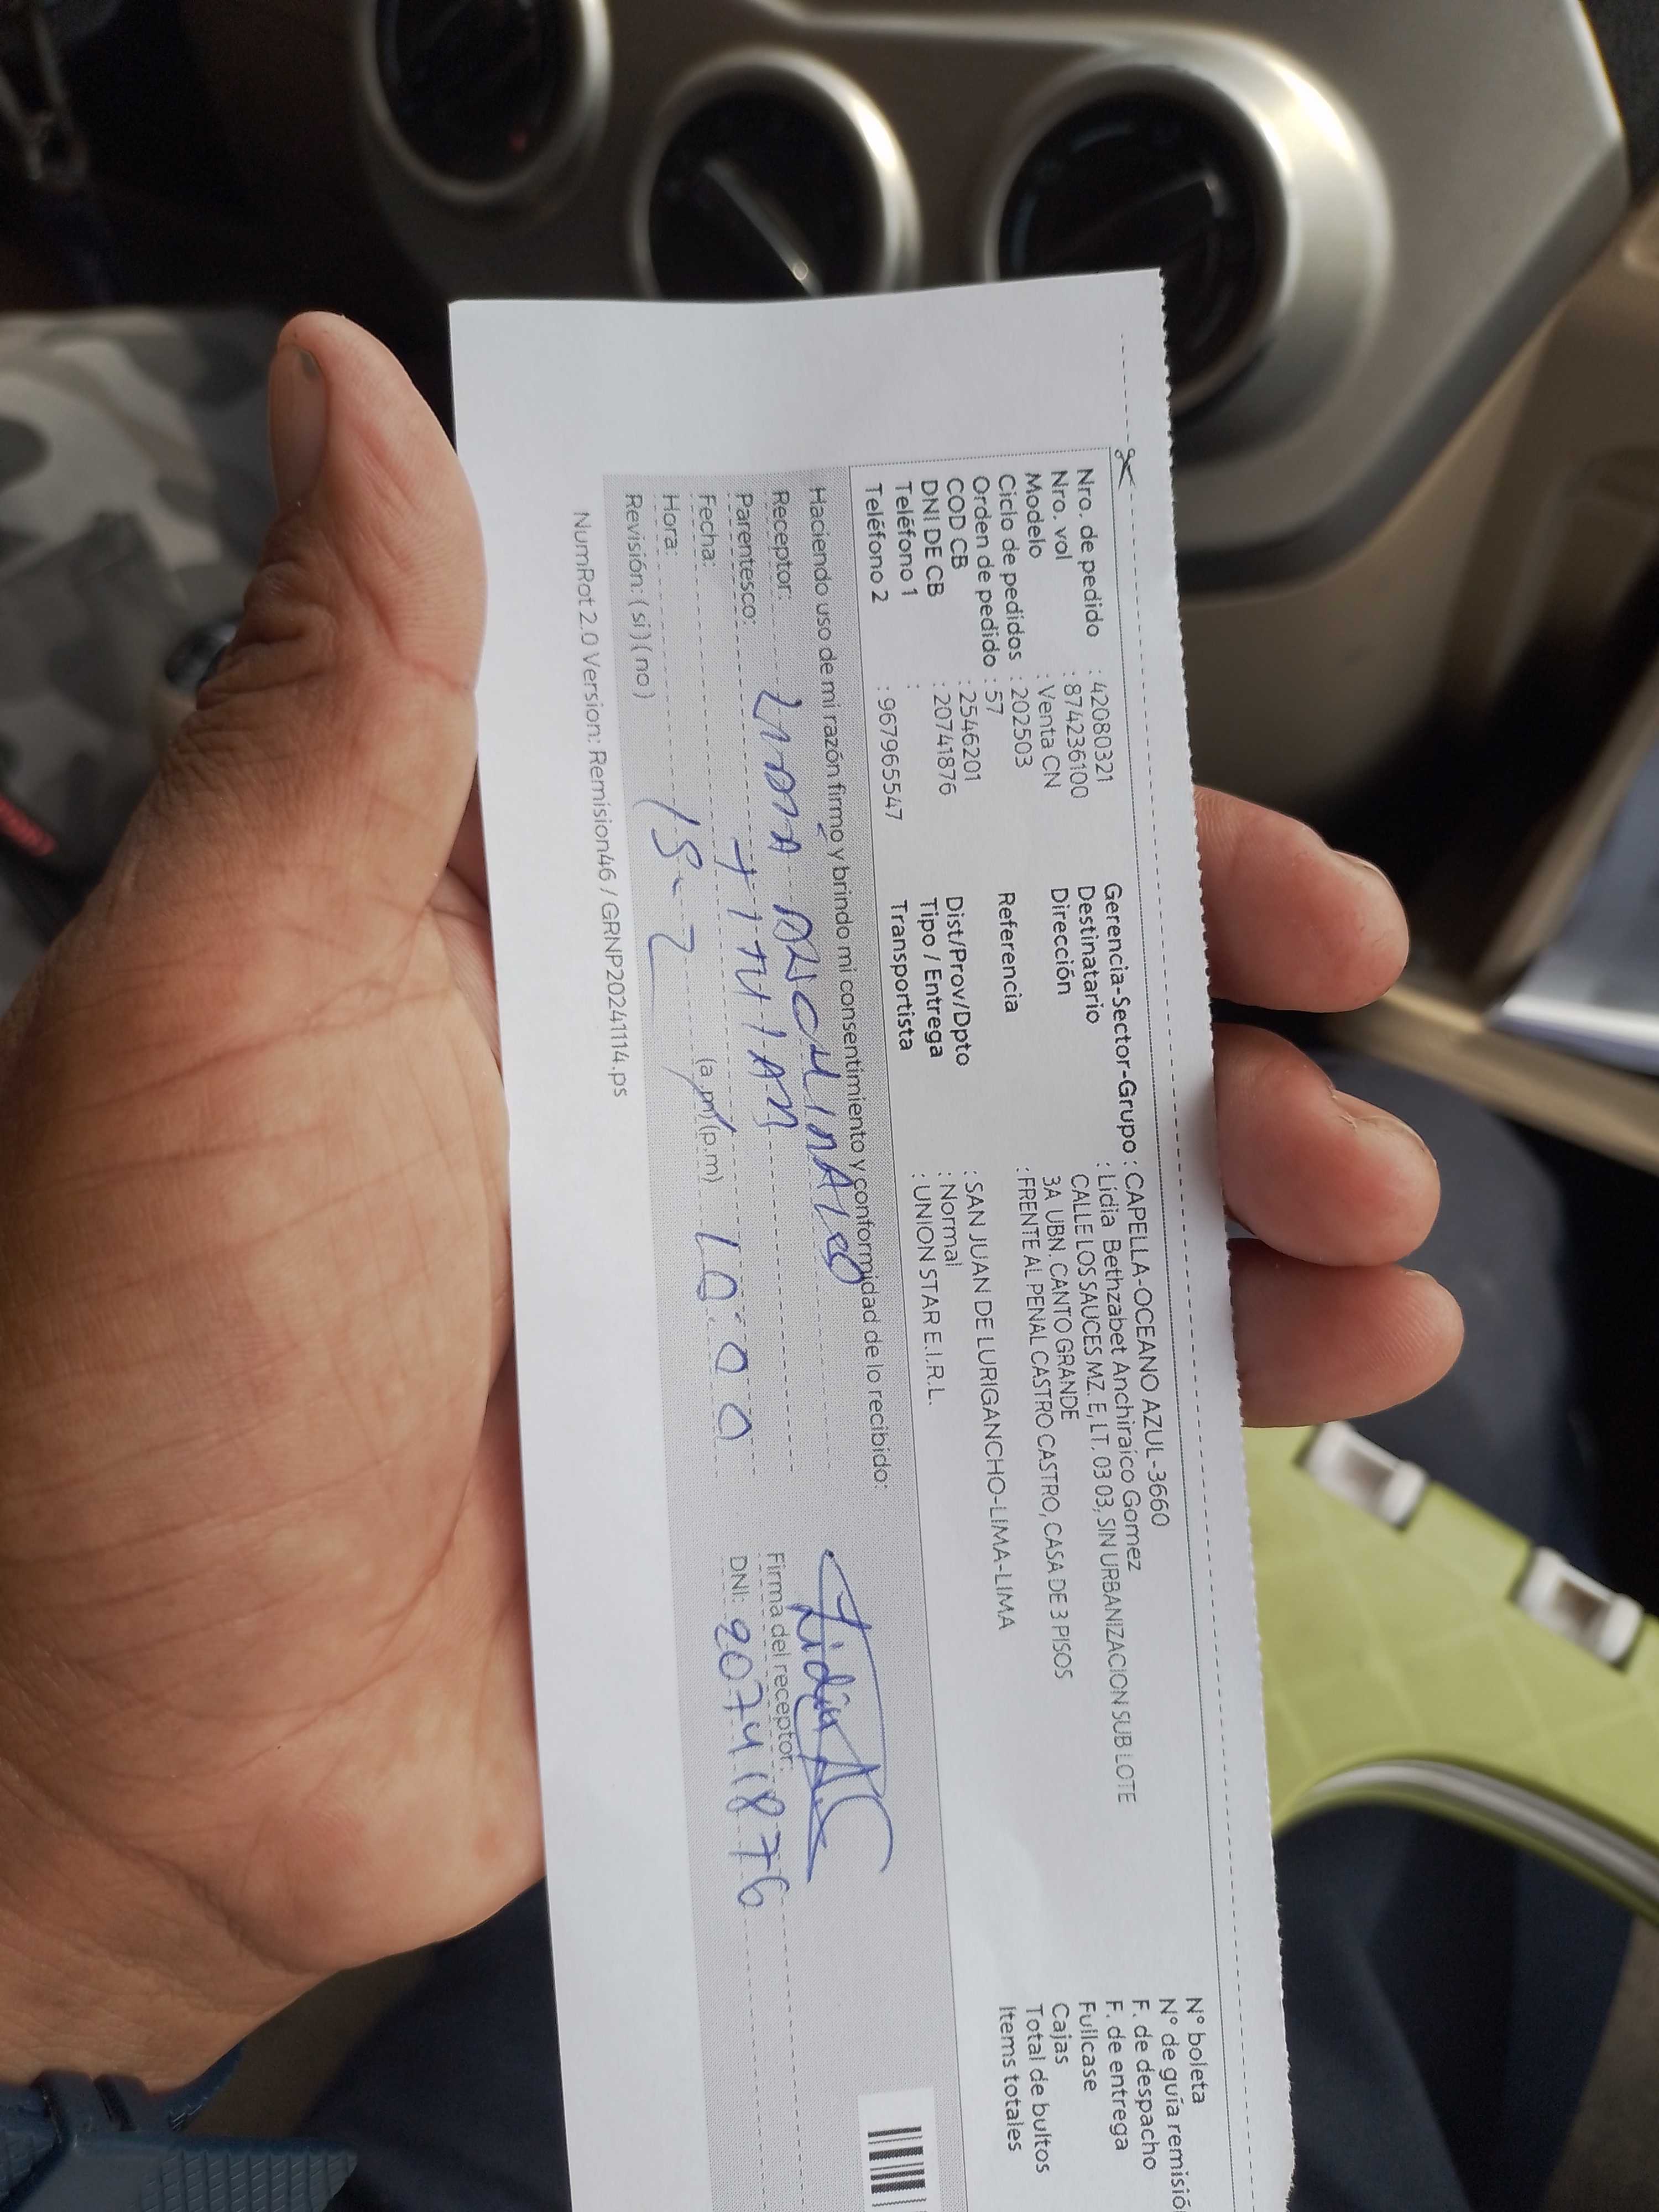 Nro. de pedido : 42080321
Nro. vol : 874236100
Modelo : Venta CN
Ciclo de pedidos : 202503
Orden de pedido : 57
COD CB : 2546201
DNI DE CB : 20741876
Teléfono 1 :
Teléfono 2 : 967965547
Gerencia-Sector-Grupo : CAPELLA-OCEANO AZUL-3660
Destinatario : Lidia Bethzabet Anchiraico Gomez
Dirección CALLE LOS SAUCES MZ. E, LT. 03 03, SIN URBANIZACION SUB LOTE
3A UBN. CANTO GRANDE
Referencia : FRENTE AL PENAL CASTRO CASTRO, CASA DE 3 PISOS
Dist/Prov/Dpto : SAN JUAN DE LURIGANCHO-LIMA-LIMA
Tipo / Entrega : Normal
Transportista : UNION STAR E.I.R.L.
N° boleta
N° de guía remisió
F. de despacho
F. de entrega
Fullcase
Cajas
Total de bultos
Items totales
Haciendo uso de mi razón firmo y brindo mi consentimiento y conformidad de lo recibido:
Receptor:
Parentesco:
Fecha: 15-2
Hora: (a.m) (p.m) 10:00
Revisión: (si) (no)
Lidia A
Firma del receptor:
DNI: 20741876
NumRot 2.0 Version: Remision46 / GRNP20241114.ps